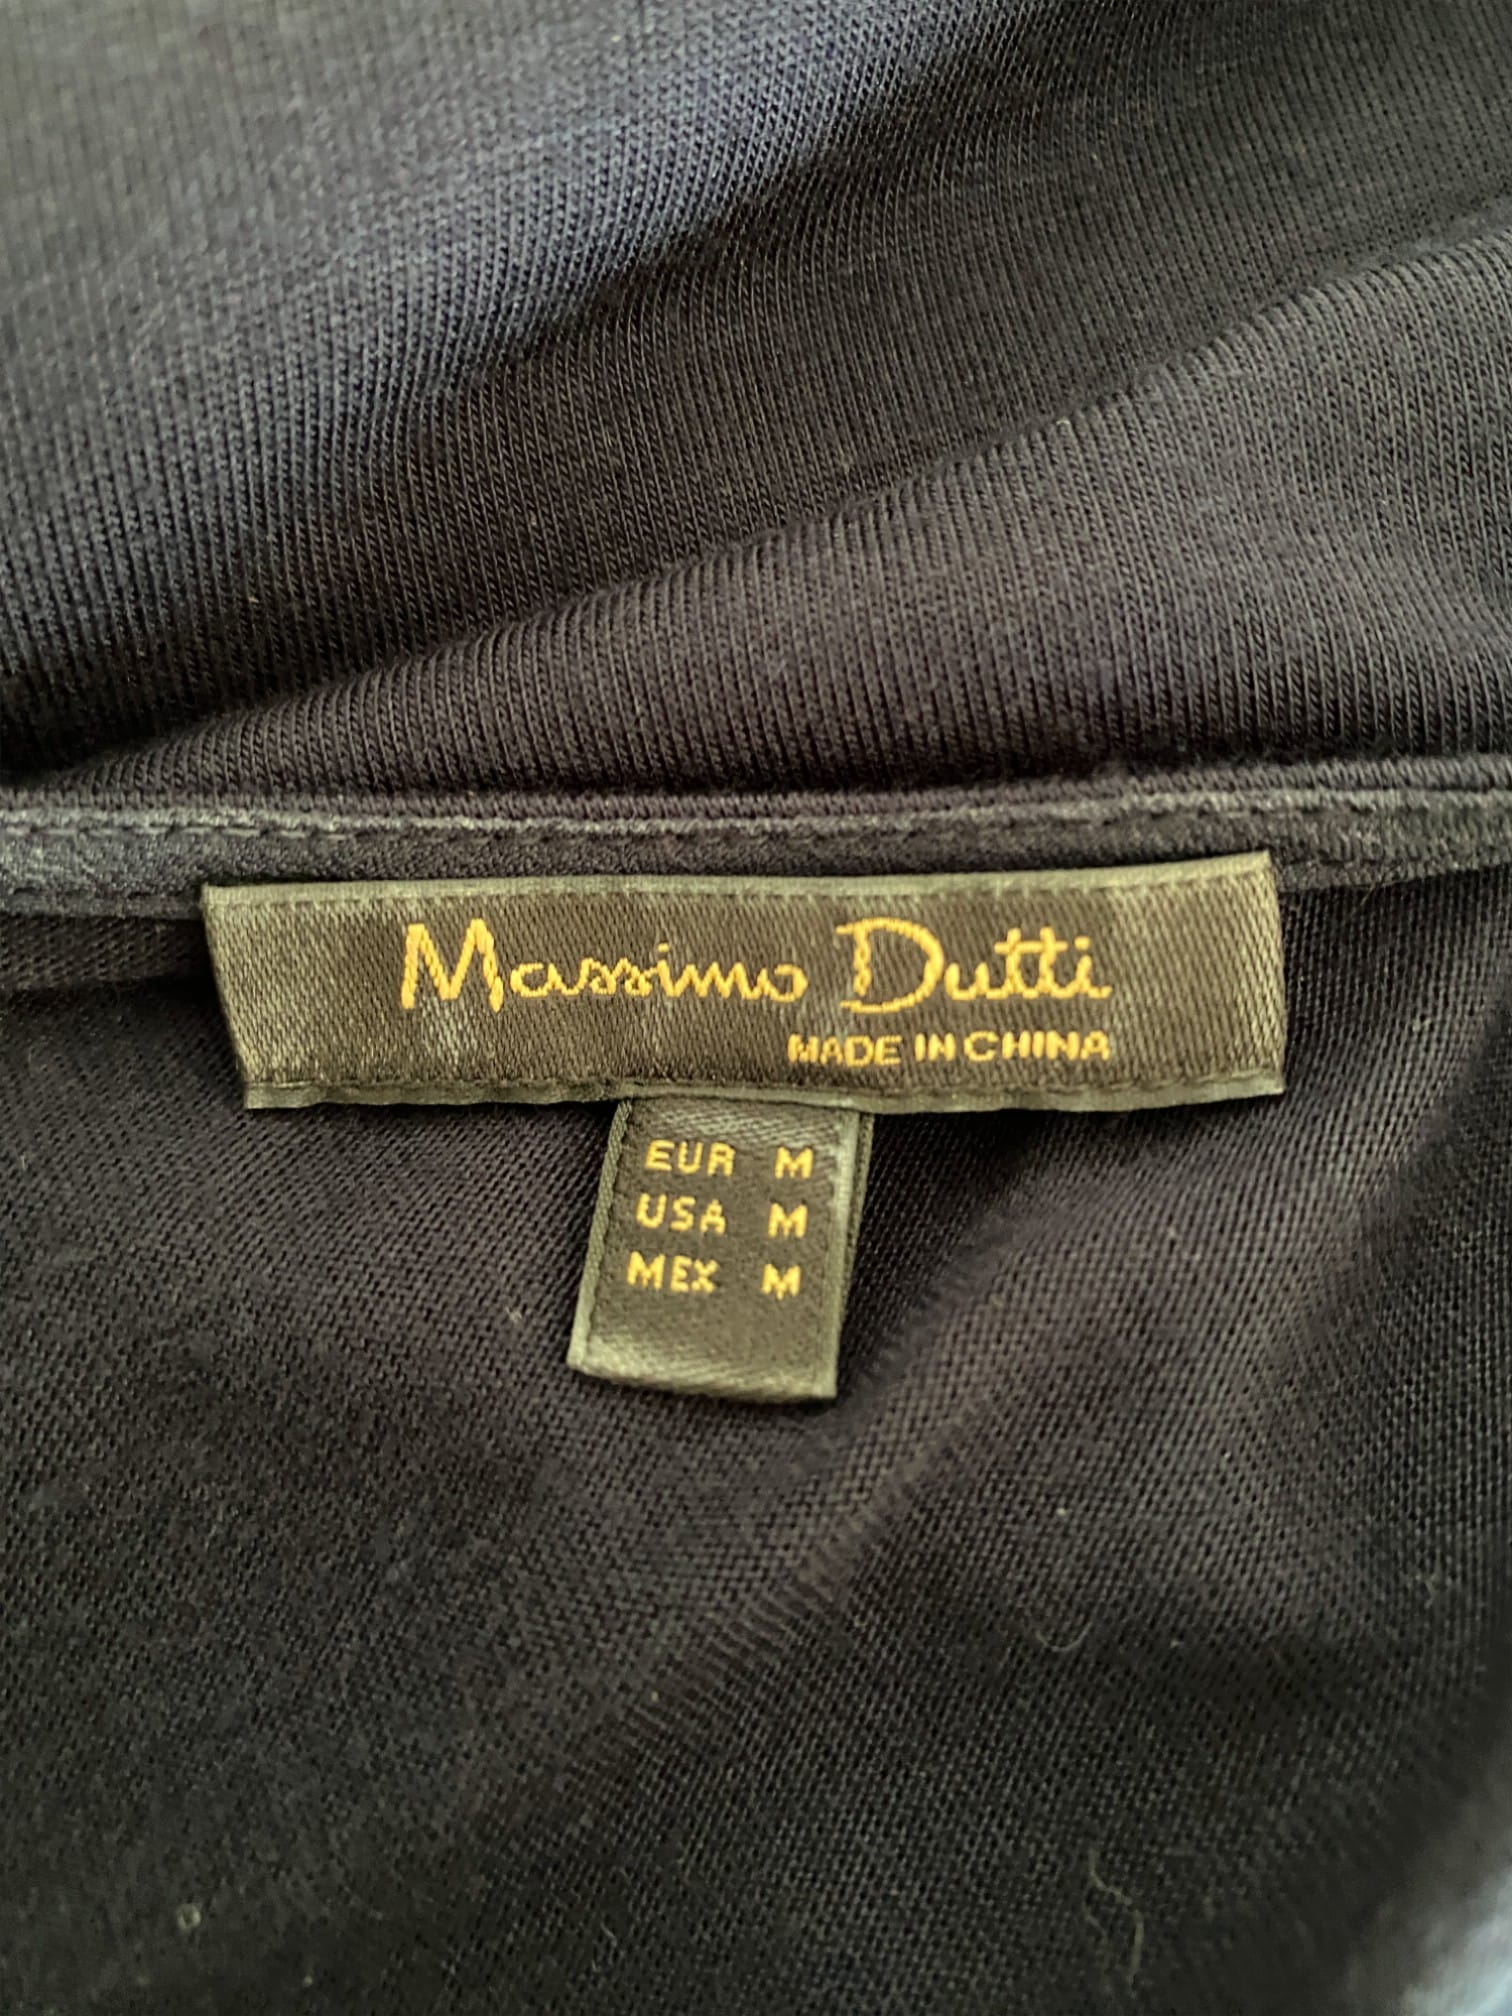 Massimo Dutti
MADE IN CHINA
EUR M
USA M
MEX M